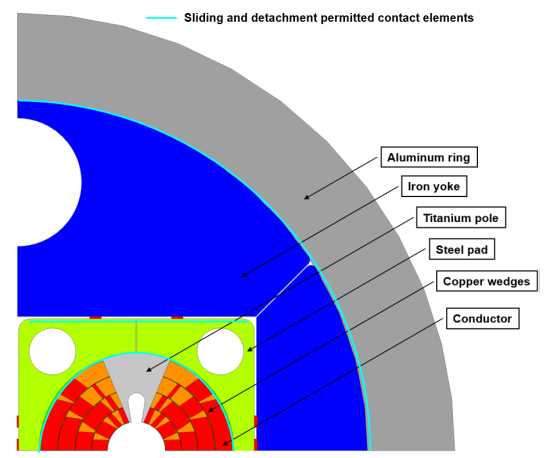 Sliding and detachment permitted contact elements
Aluminum ring
Iron yoke
Titanium pole
Steel pad
Copper wedges
Conductor